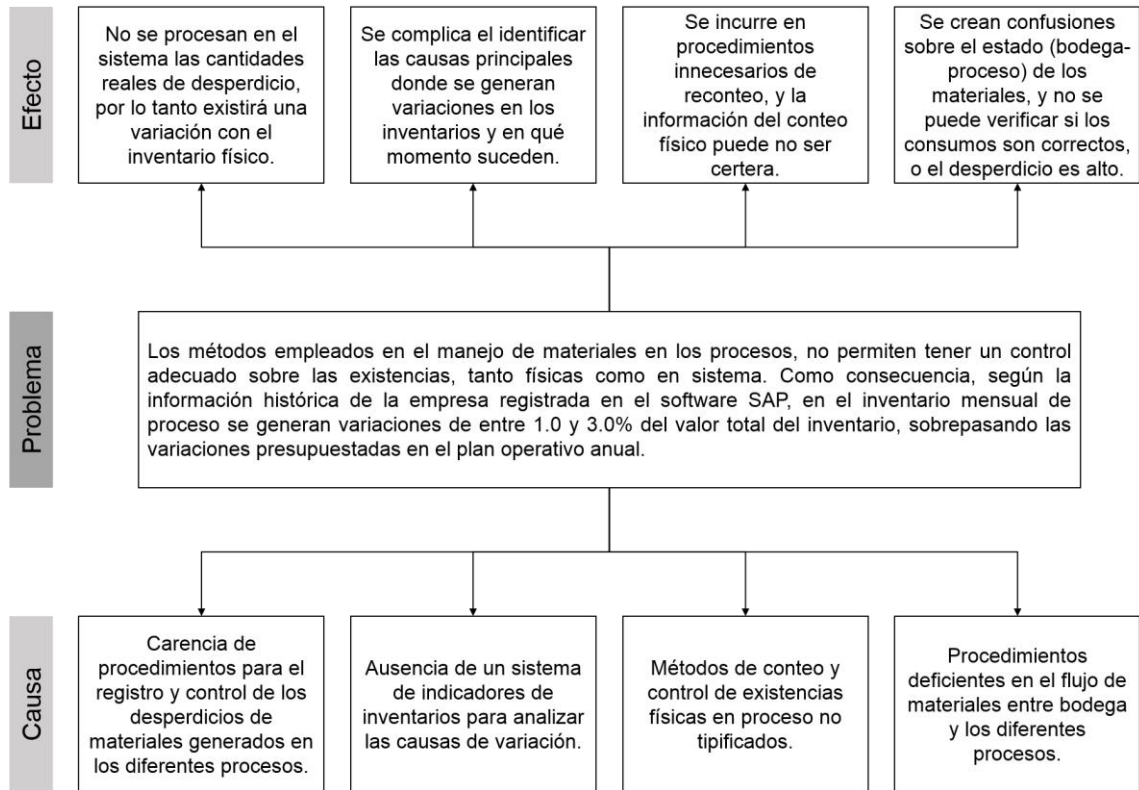 Efecto
No se procesan en el
sistema las cantidades
reales de desperdicio,
por lo tanto existirá una
variación con el
inventario físico.
Se complica el identificar
las causas principales
donde se generan
variaciones en los
inventarios y en qué
momento suceden.
Se incurre en
procedimientos
innecesarios de
reconteo, y la
información del conteo
físico puede no ser
certera.
Se crean confusiones
sobre el estado (bodega-
proceso) de los
materiales, y no se
puede verificar si los
consumos son correctos,
o el desperdicio es alto.
Problema
Los métodos empleados en el manejo de materiales en los procesos, no permiten tener un control
adecuado sobre las existencias, tanto físicas como en sistema. Como consecuencia, según la
información histórica de la empresa registrada en el software SAP, en el inventario mensual de
proceso se generan variaciones de entre 1.0 y 3.0% del valor total del inventario, sobrepasando las
variaciones presupuestadas en el plan operativo anual.
Causa
Carencia de
procedimientos para el
registro y control de los
desperdicios de
materiales generados en
los diferentes procesos.
Ausencia de un sistema
de indicadores de
inventarios para analizar
las causas de variación.
Métodos de conteo y
control de existencias
físicas en proceso no
tipificados.
Procedimientos
deficientes en el flujo de
materiales entre bodega
y los diferentes
procesos.